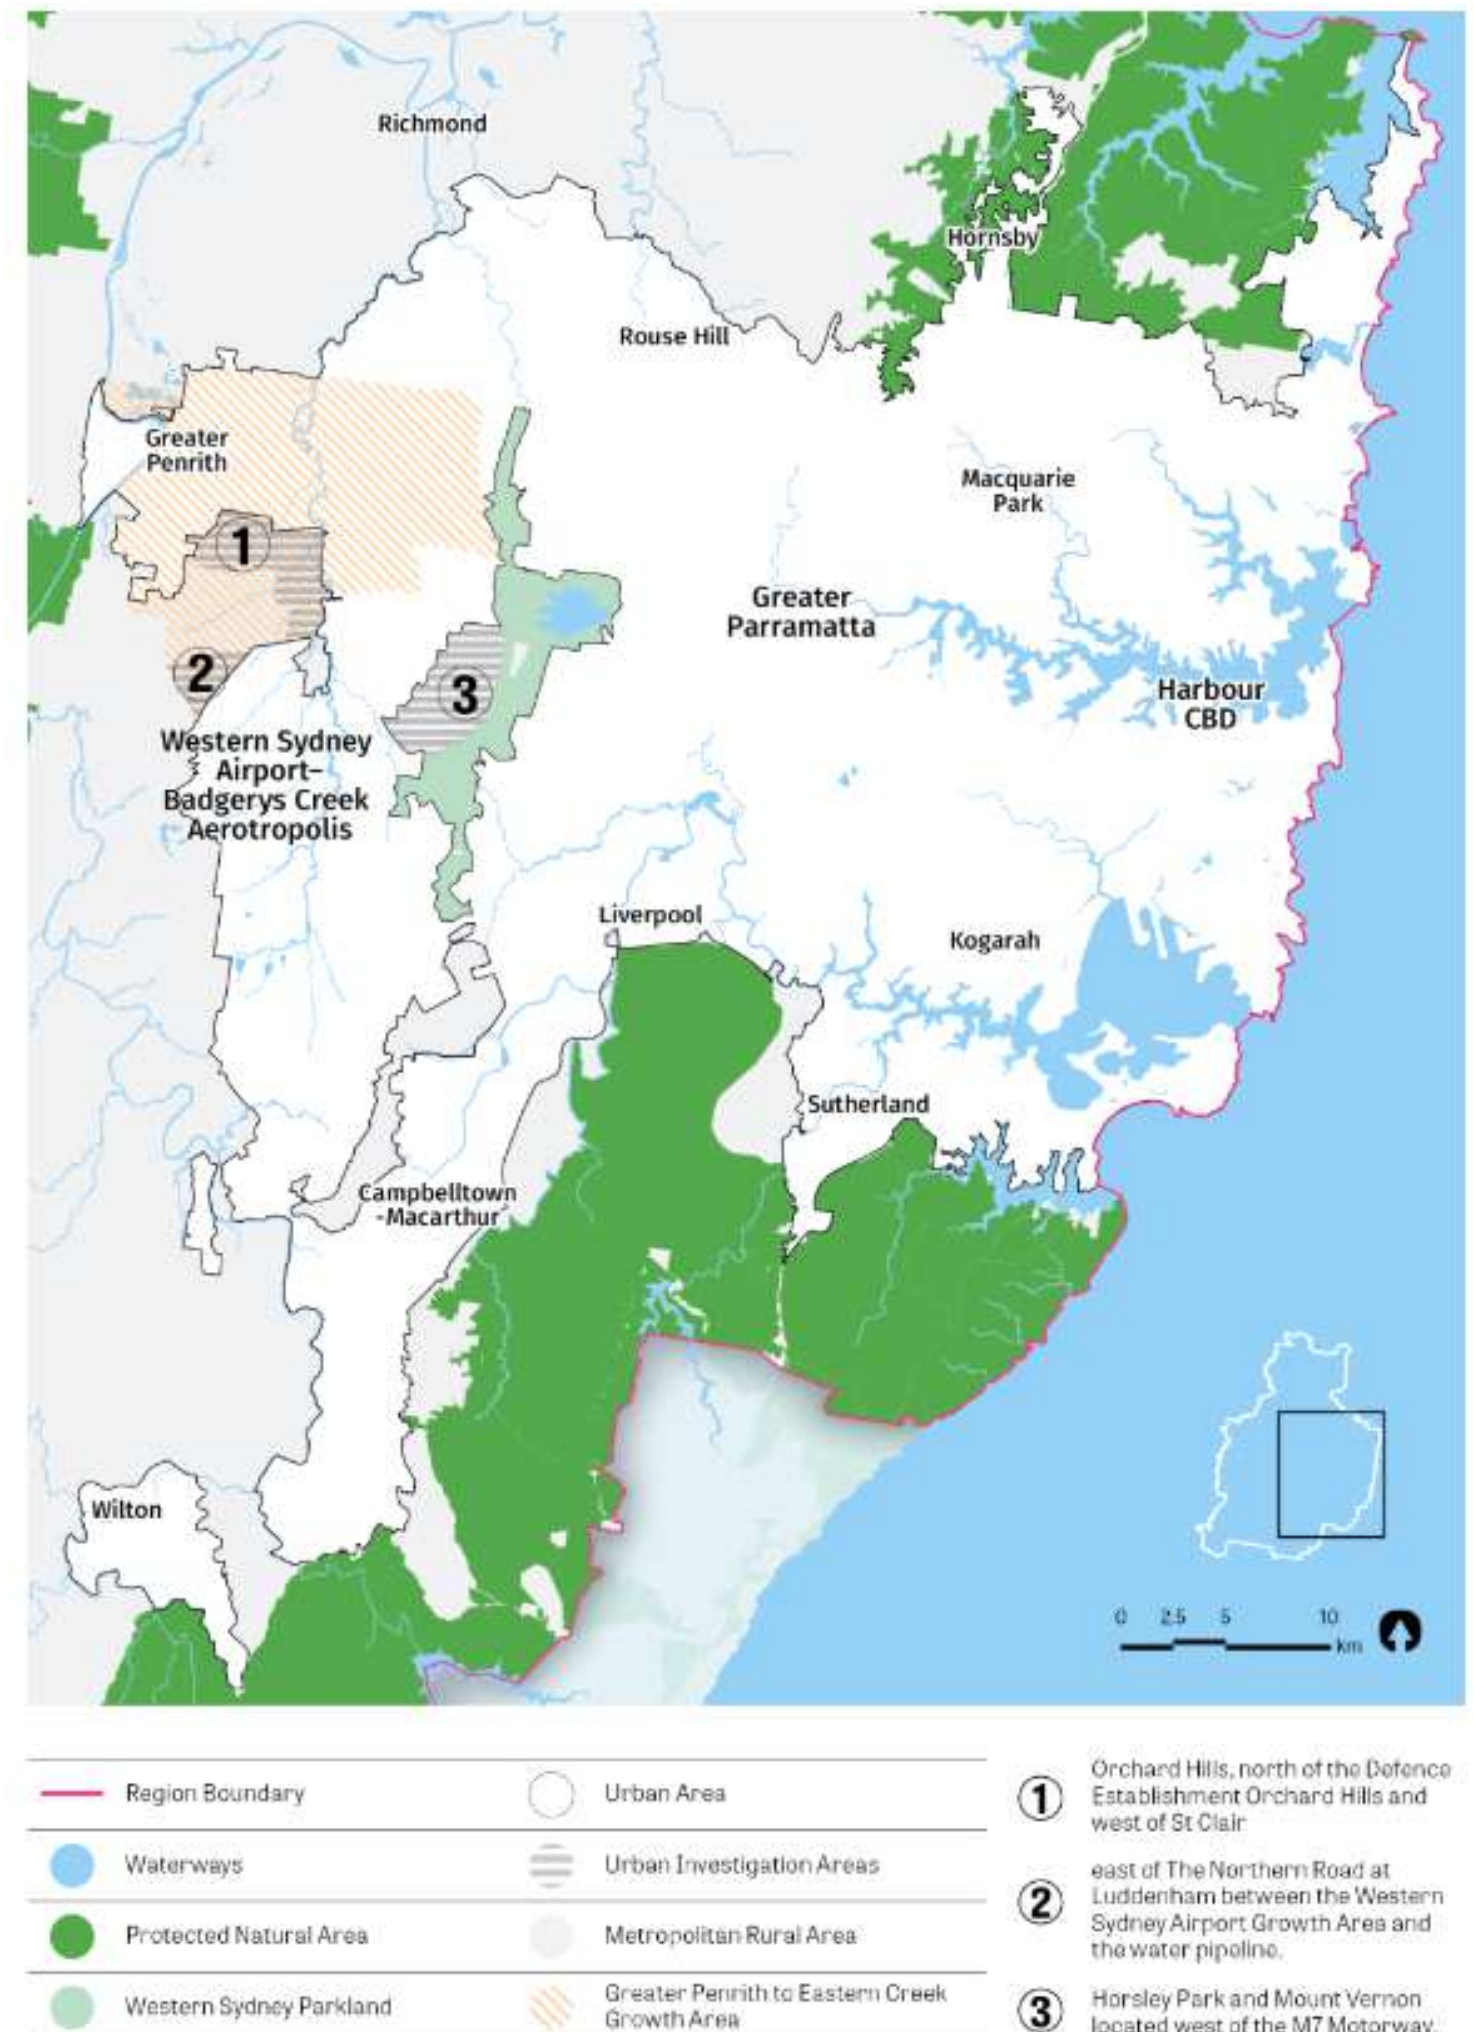 Richmond
Hornsby
Rouse Hill
Greater
Penrith
Macquarie
Park
1
Greater
Parramatta
2
3
Harbour
CBD
Western Sydney
Airport–
Badgerys Creek
Aerotropolis
Liverpool
Kogarah
Sutherland
Campbelltown
-Macarthur
Wilton
0 2.5 5 10
km
Region Boundary
Waterways
Protected Natural Area
Western Sydney Parkland
Urban Area
Urban Investigation Areas
Metropolitan Rural Area
Greater Penrith to Eastern Creek
Growth Area
1
Orchard Hills, north of the Defence
Establishment Orchard Hills and
west of St Clair
2
east of The Northern Road at
Luddenham between the Western
Sydney Airport Growth Area and
the water pipeline.
3
Horsley Park and Mount Vernon
located west of the M7 Motorway.